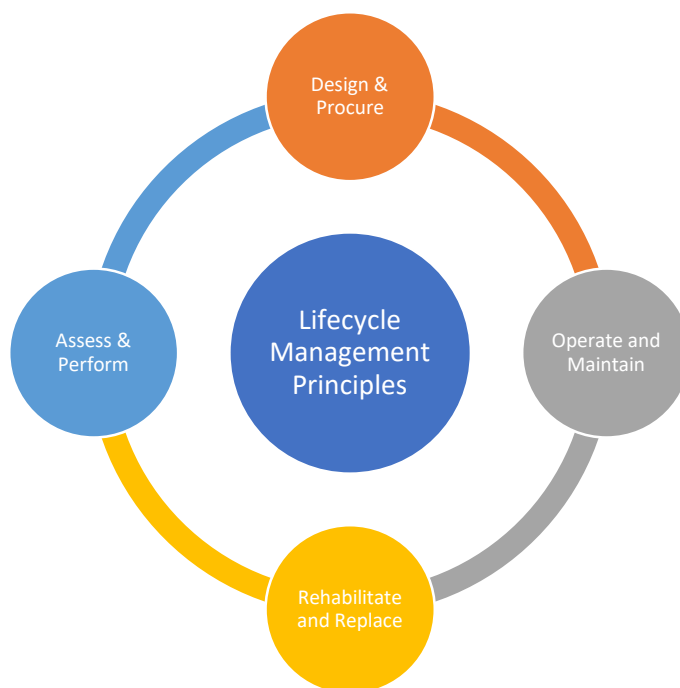 Design &
Procure
Lifecycle
Management
Principles
Assess &
Perform
Operate and
Maintain
Rehabilitate
and Replace